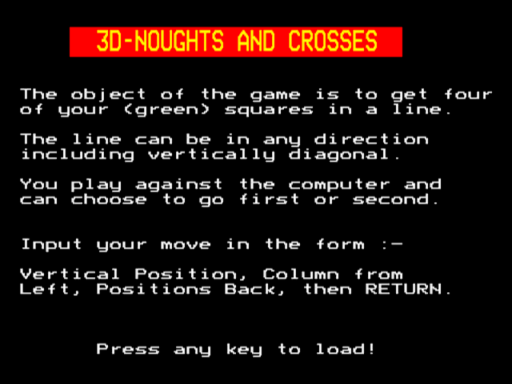 3D-NOUGHTS AND CROSSES
The object of the game is to get four
of your (green) squares in a line.
The line can be in any direction
including vertically diagonal.
You play against the computer and
can choose to go first or second.
Input your move in the form :-
Vertical Position, Column from
Left, Positions Back, then RETURN.
Press any key to load!